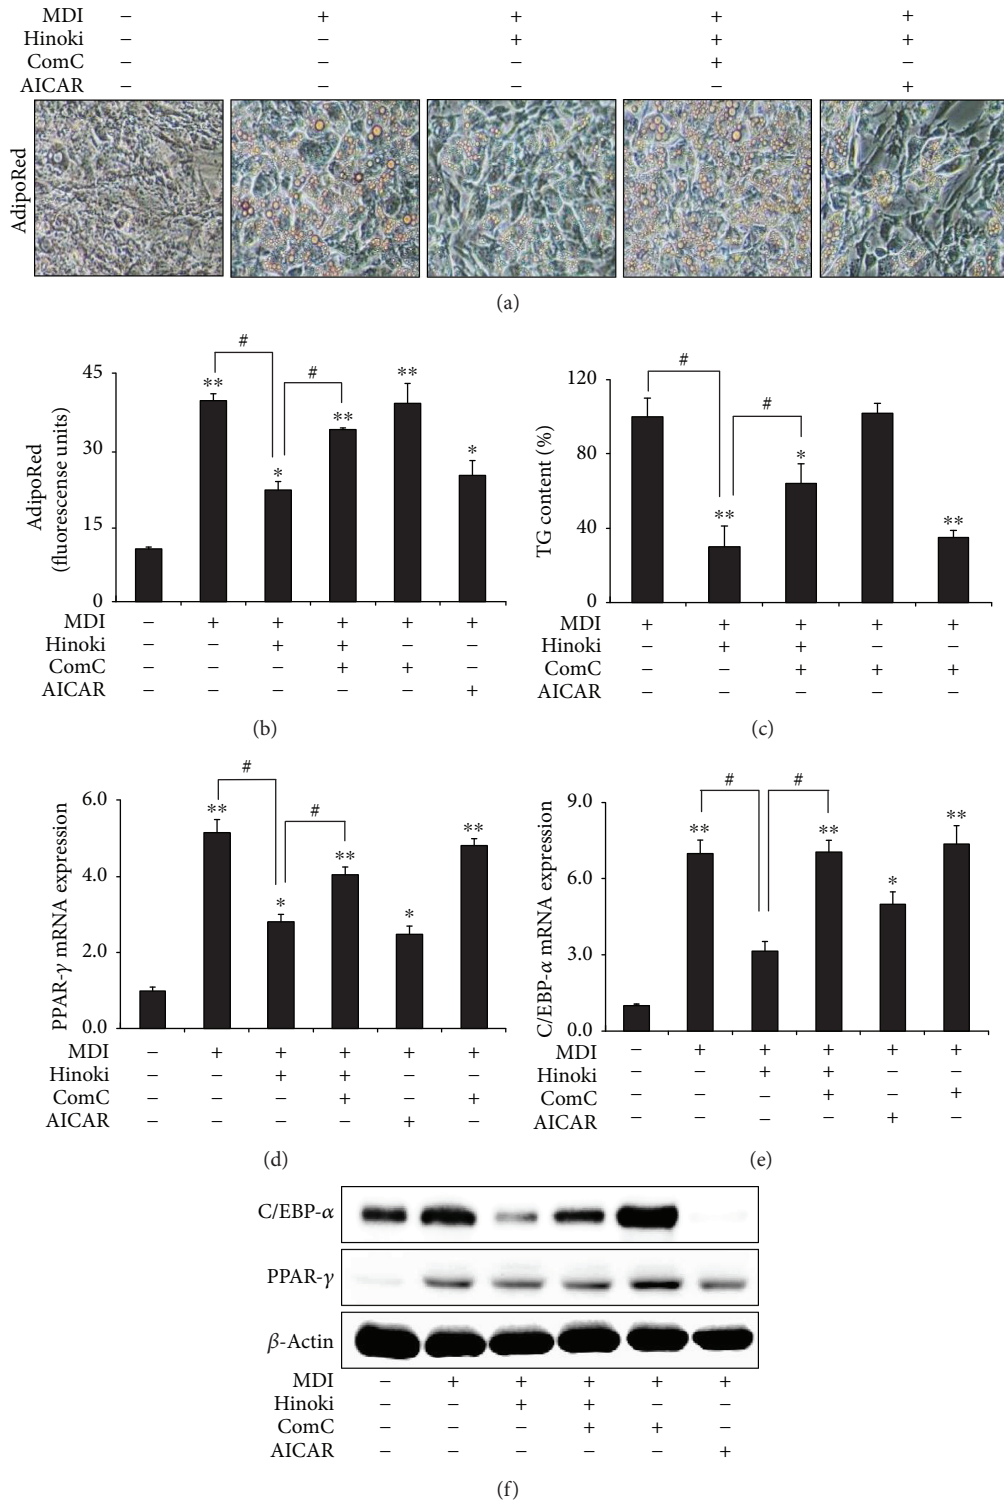 MDI − + + + +
Hinoki − − + + +
ComC − − − + −
AICAR − − − − +
AdipoRed
(a)
AdipoRed
(fluorescense units)
45
30
15
0
** * ** ** *
# #
MDI − + + + + +
Hinoki − − + + − −
ComC − − − + + −
AICAR − − − − − +
(b)
TG content (%)
120
80
40
0
** * **
# #
MDI + + + + +
Hinoki − + + − −
ComC − − + + +
AICAR − − − − −
(c)
PPAR-γ mRNA expression
6.0
4.0
2.0
0.0
** * ** * **
# #
MDI − + + + + +
Hinoki − − + + − −
ComC − − − + − +
AICAR − − − − + −
(d)
C/EBP-α mRNA expression
9.0
6.0
3.0
0.0
** ** * **
# #
MDI − + + + + +
Hinoki − − + + − −
ComC − − − + − +
AICAR − − − − + −
(e)
C/EBP-α
PPAR-γ
β-Actin
MDI − + + + + +
Hinoki − − + + − −
ComC − − − + + −
AICAR − − − − − +
(f)